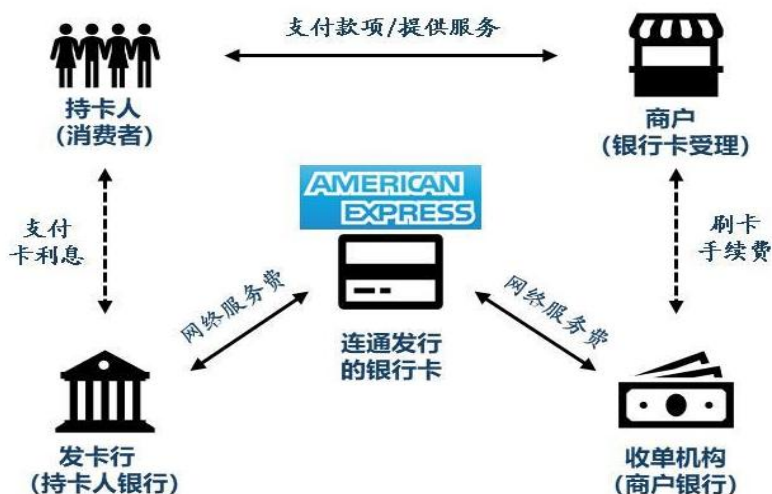 支付款项/提供服务
持卡人
(消费者)
商户
(银行卡受理)
AMERICAN
EXPRESS
支付
卡利息
刷卡
手续费
网络服务费
网络服务费
连通发行
的银行卡
发卡行
(持卡人银行)
收单机构
(商户银行)